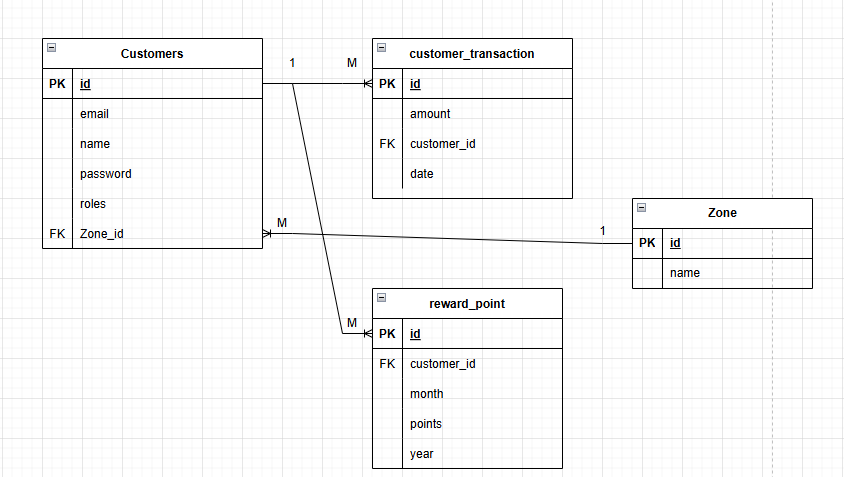 Customers
PK id
email
name
password
roles
FK Zone_id
1 M
customer_transaction
PK id
amount
FK customer_id
date
M 1
Zone
PK id
name
M
reward_point
PK id
FK customer_id
month
points
year